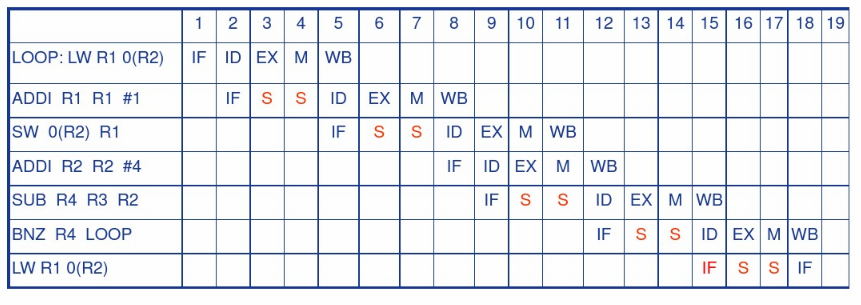 1 2 3 4 5 6 7 8 9 10 11 12 13 14 15 16 17 18 19
LOOP: LW R1 0(R2) IF ID EX M WB
ADDI R1 R1 #1 IF S S ID EX M WB
SW 0(R2) R1 IF S S ID EX M WB
ADDI R2 R2 #4 IF ID EX M WB
SUB R4 R3 R2 IF S S ID EX M WB
BNZ R4 LOOP IF S S ID EX M WB
LW R1 0(R2) IF S S IF